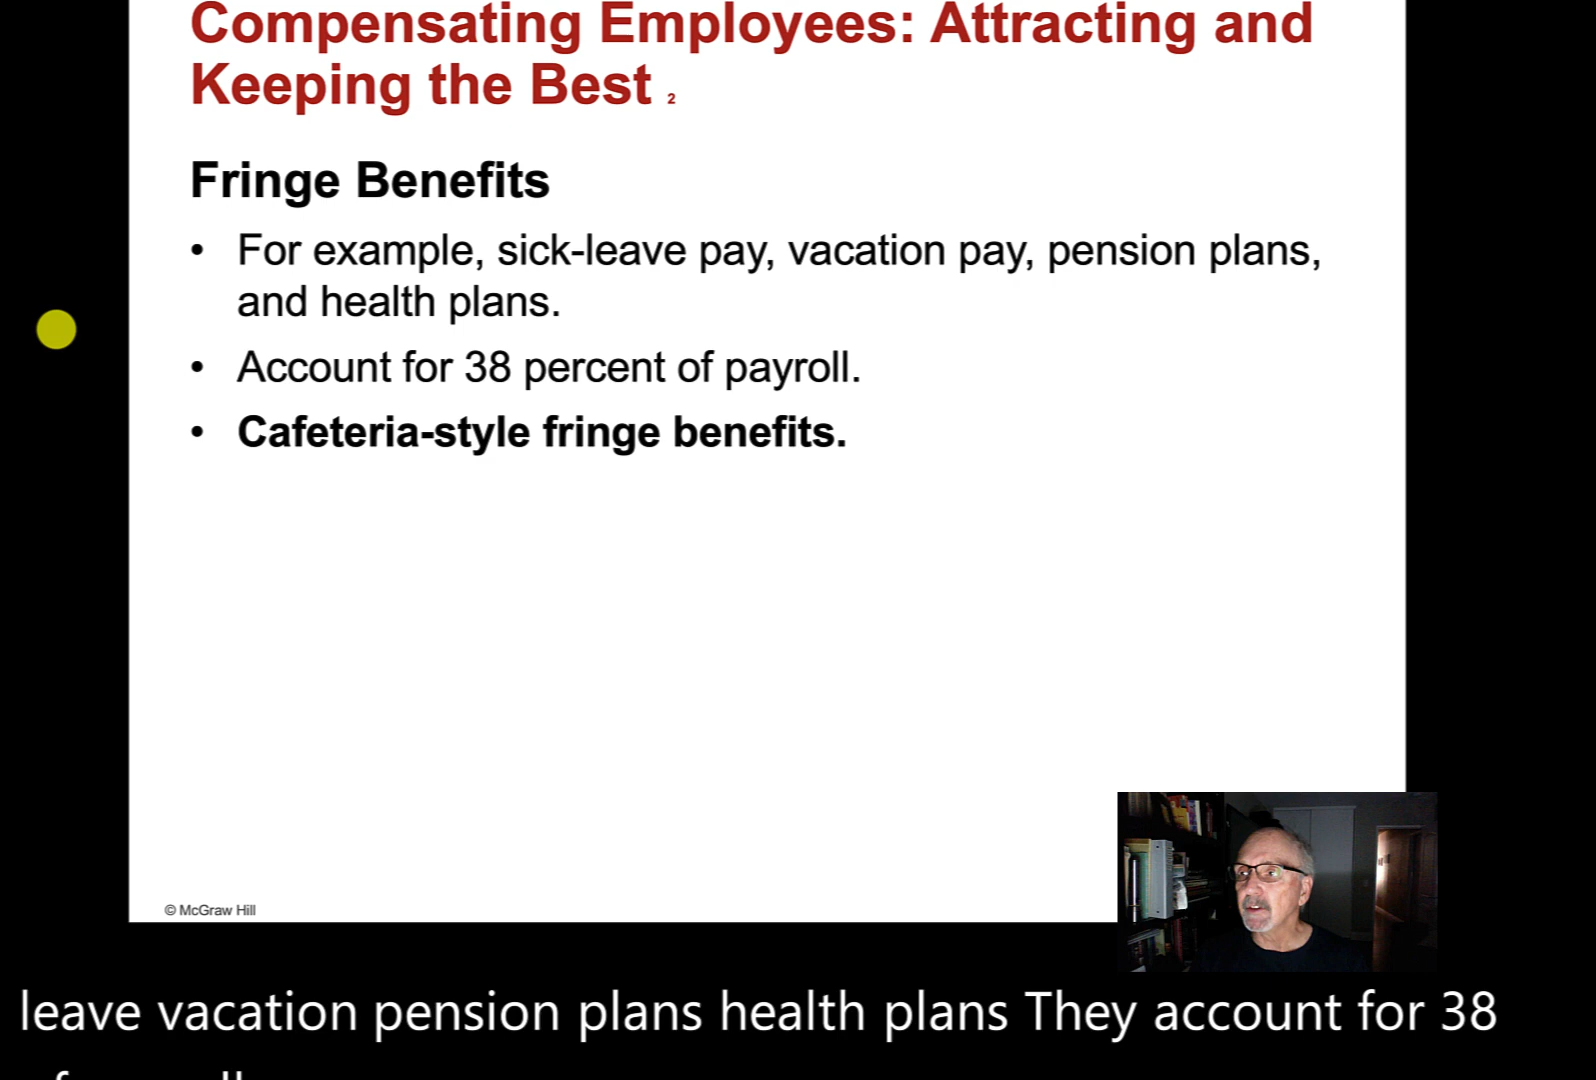 Compensating Employees: Attracting and
Keeping the Best 2
Fringe Benefits
• For example, sick-leave pay, vacation pay, pension plans,
and health plans.
• Account for 38 percent of payroll.
• Cafeteria-style fringe benefits.
© McGraw Hill
leave vacation pension plans health plans They account for 38